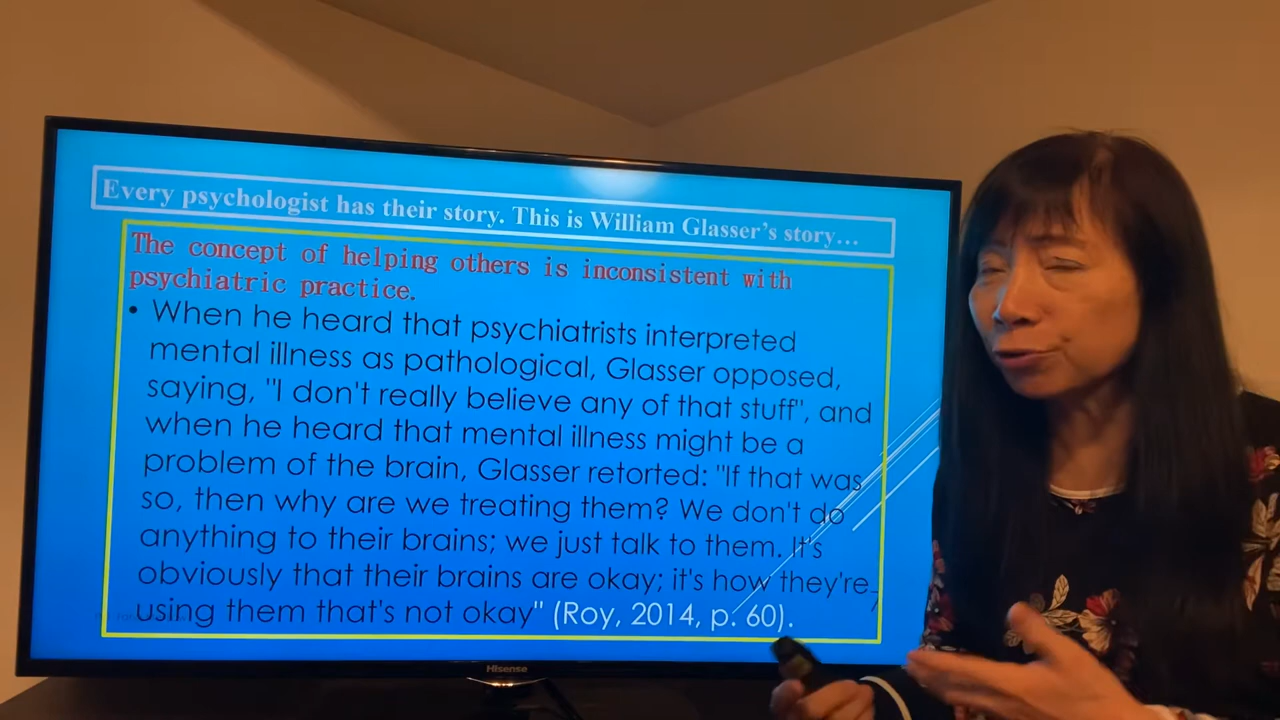 Every psychologist has their story. This is William Glasser's story…
The concept of helping others is inconsistent with
psychiatric practice.
• When he heard that psychiatrists interpreted
mental illness as pathological, Glasser opposed,
saying, "I don't really believe any of that stuff", and
when he heard that mental illness might be a
problem of the brain, Glasser retorted: "If that was
so, then why are we treating them? We don't do
anything to their brains; we just talk to them. It's
obviously that their brains are okay; it's how they're
using them that's not okay" (Roy, 2014, p. 60).
Hisense